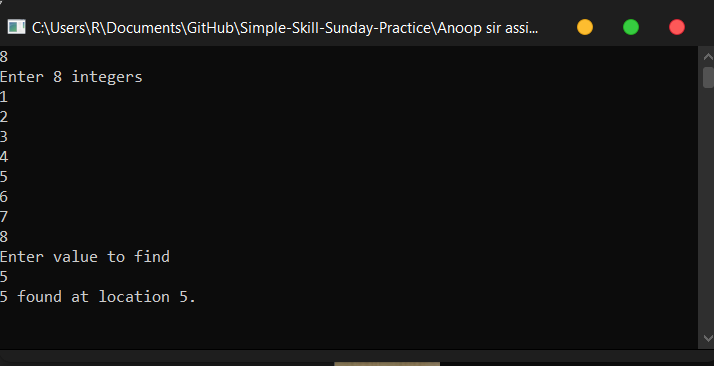 C:\Users\R\Documents\GitHub\Simple-Skill-Sunday-Practice\Anoop sir assi...
8
Enter 8 integers
1
2
3
4
5
6
7
8
Enter value to find
5
5 found at location 5.